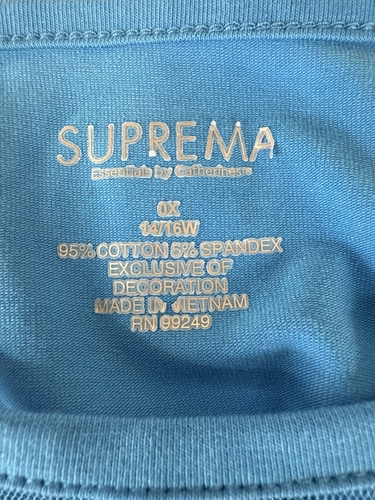 SUPREMA
Essentials by Catherines
0X
14/16W
95% COTTON 5% SPANDEX
EXCLUSIVE OF
DECORATION
MADE IN VIETNAM
RN 99249